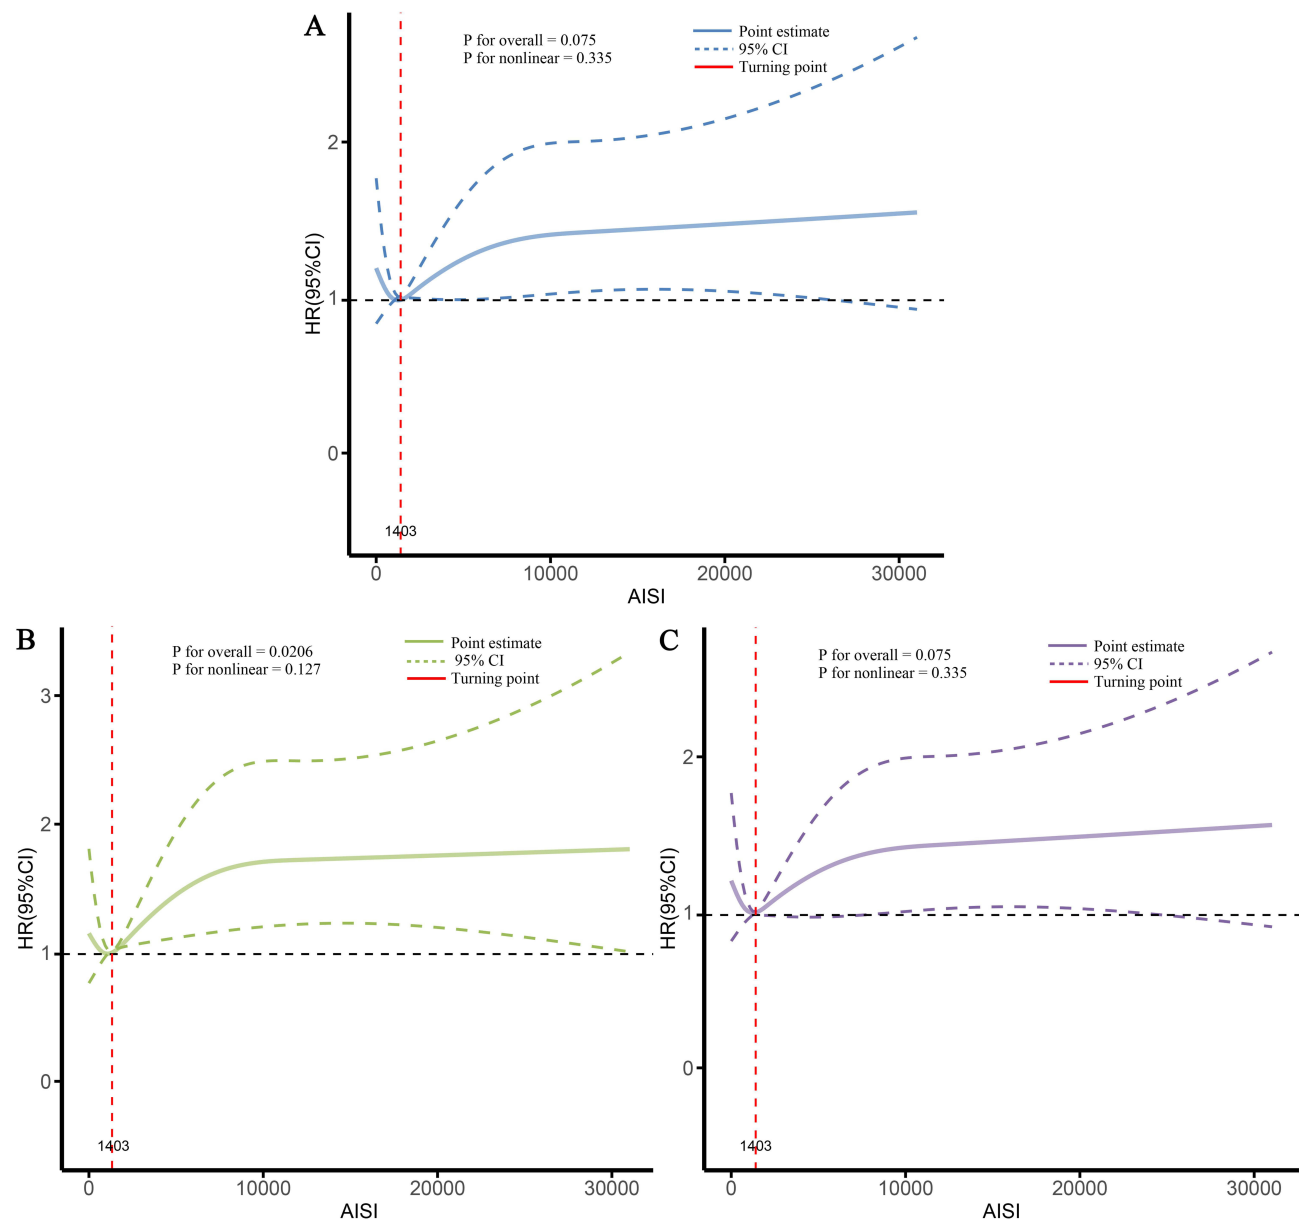 A
P for overall = 0.075
P for nonlinear = 0.335
Point estimate
95% CI
Turning point
HR(95%CI)
2
1
0
1403
0 10000 20000 30000
AISI
B
P for overall = 0.0206
P for nonlinear = 0.127
Point estimate
95% CI
Turning point
HR(95%CI)
3
2
1
0
1403
0 10000 20000 30000
AISI
C
P for overall = 0.075
P for nonlinear = 0.335
Point estimate
95% CI
Turning point
HR(95%CI)
2
1
0
1403
0 10000 20000 30000
AISI